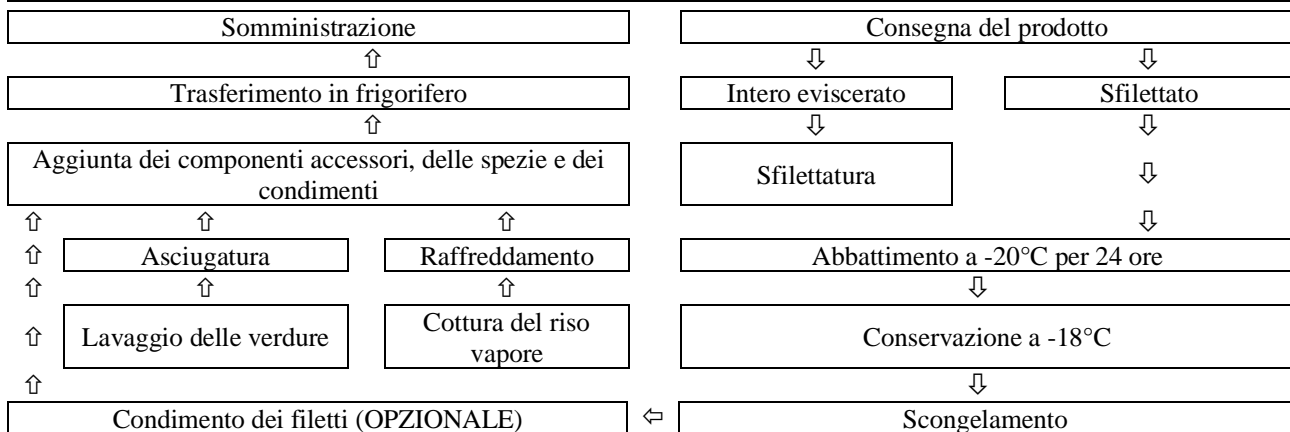 Somministrazione
Consegna del prodotto
⇧
⇩
⇩
Trasferimento in frigorifero
Intero eviscerato
Sfilettato
⇧
⇩
⇩
Aggiunta dei componenti accessori, delle spezie e dei
condimenti
Sfilettatura
⇩
⇧
⇧
⇧
⇩
⇧
Asciugatura
Raffreddamento
Abbattimento a -20°C per 24 ore
⇧
⇧
⇧
⇩
⇧
Lavaggio delle verdure
Cottura del riso
vapore
Conservazione a -18°C
⇧
⇩
Condimento dei filetti (OPZIONALE)
⇦
Scongelamento